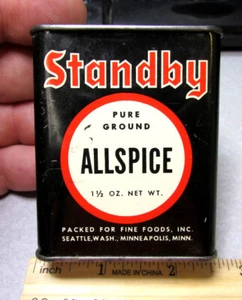 Standby
PURE
GROUND
ALLSPICE
1½ OZ. NET WT.
PACKED FOR FINE FOODS, INC.
SEATTLE, WASH., MINNEAPOLIS, MINN.
1 MADE IN CHINA 2